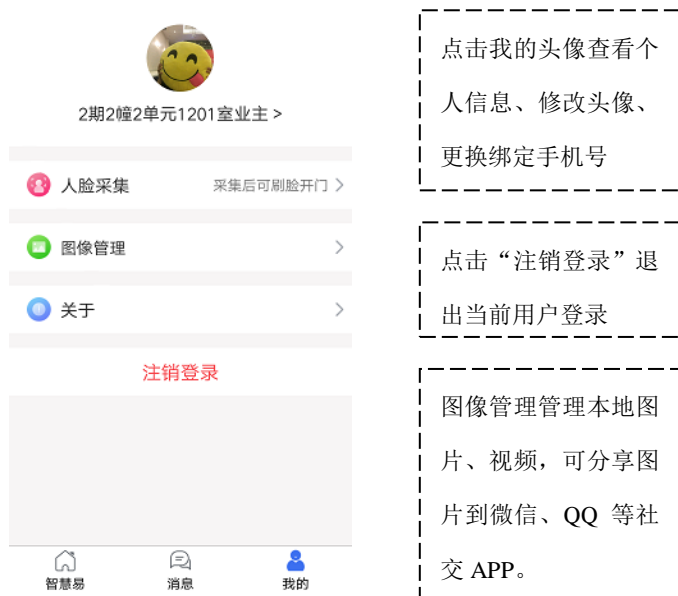 2期2幢2单元1201室业主 >
人脸采集 采集后可刷脸开门 >
图像管理 >
关于 >
注销登录
智慧易 消息 我的
点击我的头像查看个
人信息、修改头像、
更换绑定手机号
点击“注销登录”退
出当前用户登录
图像管理管理本地图
片、视频，可分享图
片到微信、QQ 等社
交 APP。